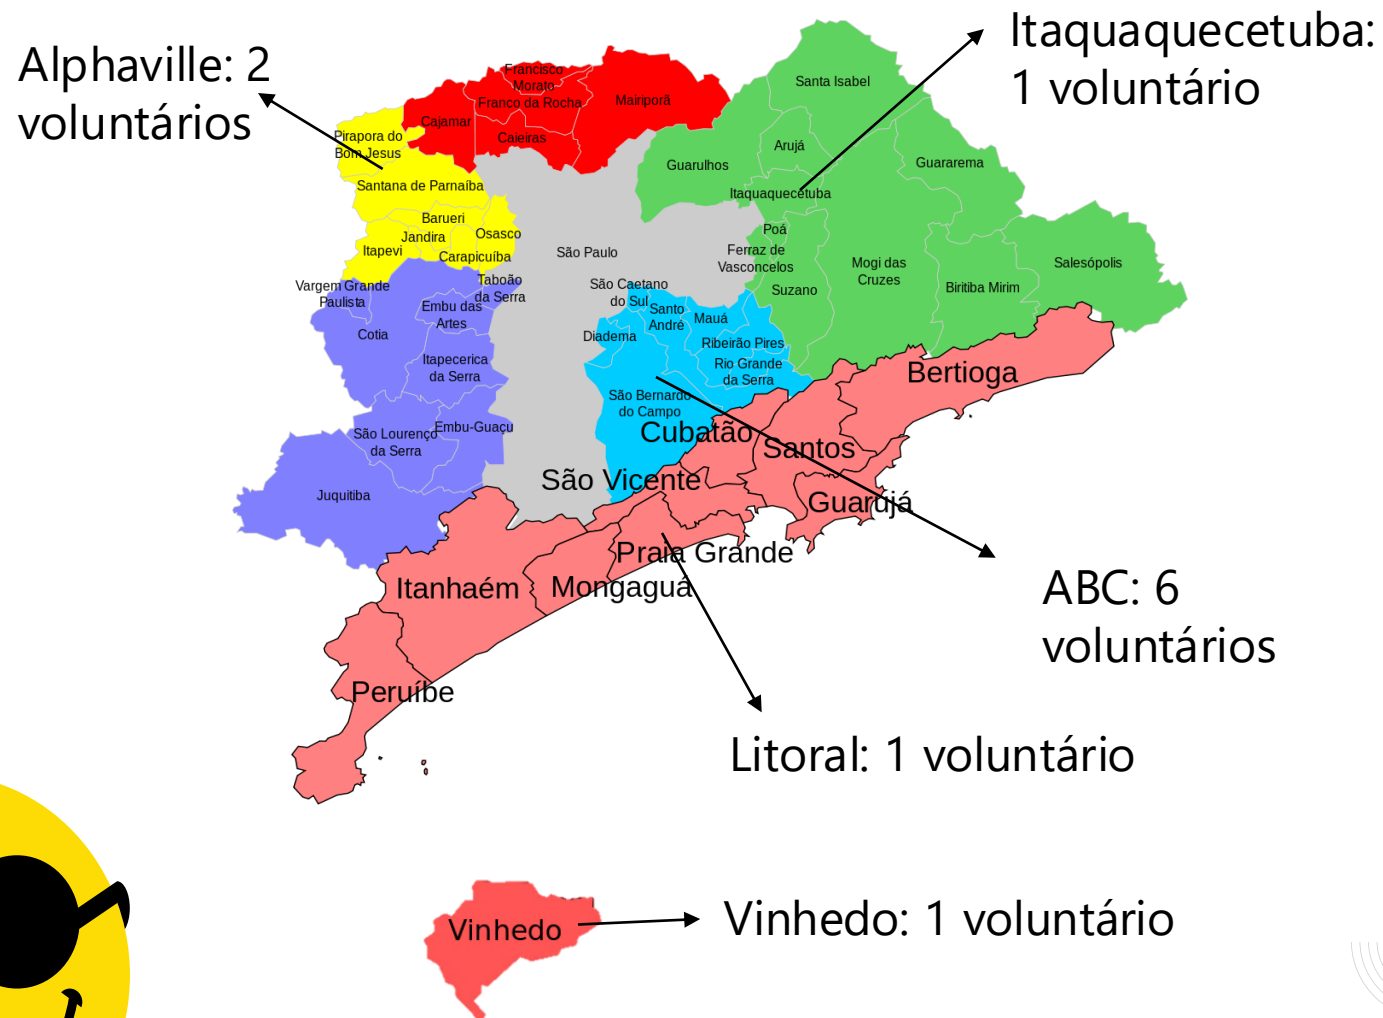 Alphaville: 2
voluntários
Itaquaquecetuba:
1 voluntário
Francisco
Morato
Franco da Rocha
Mairiporã
Cajamar
Caieiras
Santa Isabel
Pirapora do
Bom Jesus
Arujá
Guarulhos
Guararema
Santana de Parnaíba
Itaquaquecetuba
Barueri
Jandira
Osasco
Itapevi
Carapicuíba
São Paulo
Poá
Ferraz de
Vasconcelos
Mogi das
Cruzes
Salesópolis
Suzano
Biritiba Mirim
Vargem Grande
Paulista
Taboão
da Serra
São Caetano
do Sul
Embu das
Artes
Santo
André
Mauá
Cotia
Diadema
Ribeirão Pires
Itapecerica
da Serra
Rio Grande
da Serra
Bertioga
São Bernardo
do Campo
São Lourenço
da Serra
Embu-Guaçu
Cubatão
Santos
Juquitiba
São Vicente
Guarujá
Praia Grande
Itanhaém
Mongaguá
ABC: 6
voluntários
Peruíbe
Litoral: 1 voluntário
Vinhedo
Vinhedo: 1 voluntário